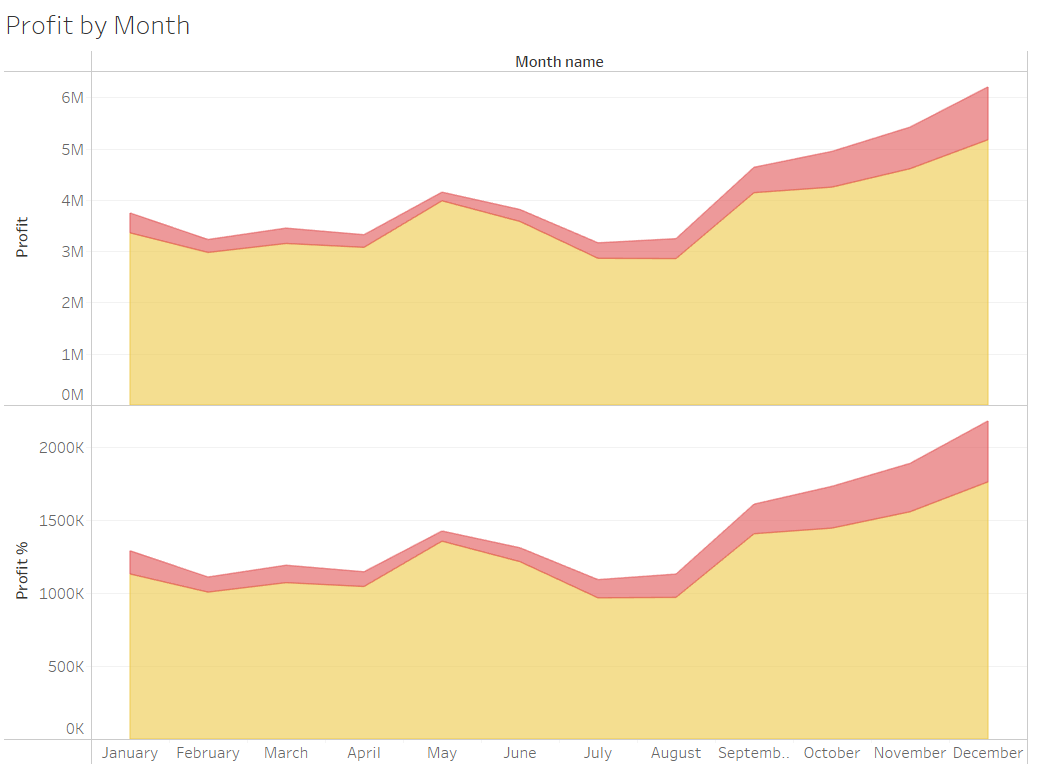 Profit by Month
Month name
6M
5M
4M
3M
2M
1M
0M
Profit
2000K
1500K
1000K
500K
0K
Profit %
January February March April May June July August Septemb.. October November December